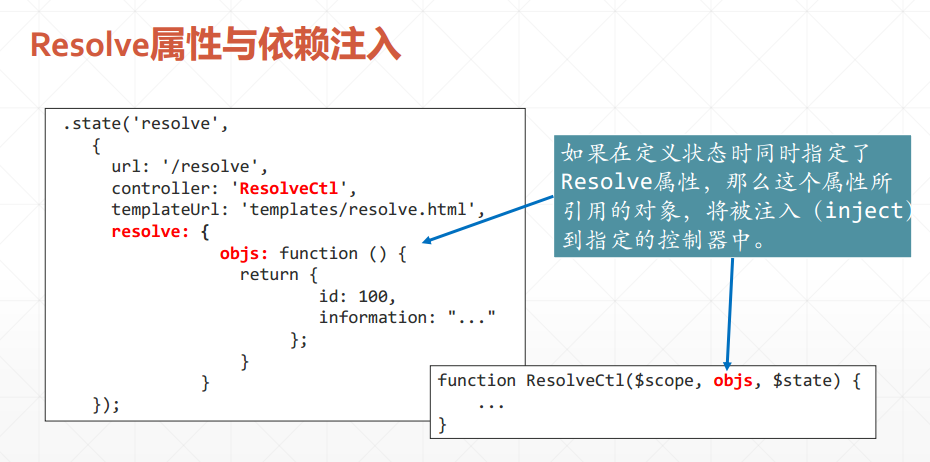 Resolve属性与依赖注入
.state('resolve',
{
url: '/resolve',
controller: 'ResolveCtl',
templateUrl: 'templates/resolve.html',
resolve: {
objs: function () {
return {
id: 100,
information: "..."
};
}
}
});
如果在定义状态时同时指定了
Resolve属性，那么这个属性所
引用的对象，将被注入（inject）
到指定的控制器中。
function ResolveCtl($scope, objs, $state) {
...
}